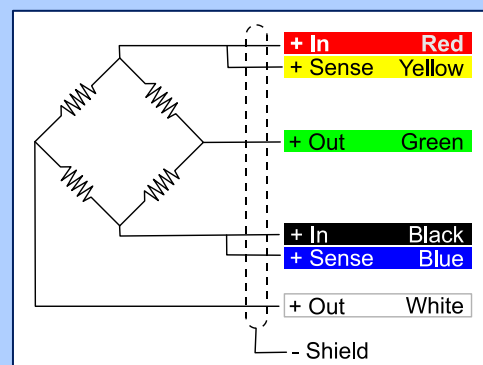 + In Red
+ Sense Yellow
+ Out Green
+ In Black
+ Sense Blue
+ Out White
- Shield